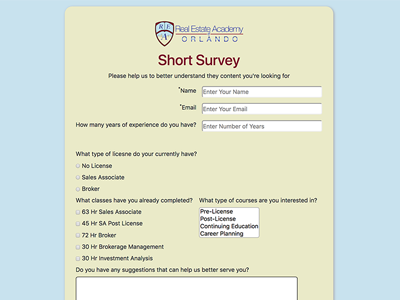 REA
Real Estate Academy
ORLANDO
Short Survey
Please help us to better understand they content you're looking for
*Name Enter Your Name
*Email Enter Your Email
How many years of experience do you have? Enter Number of Years
What type of licesne do your currently have?
No License
Sales Associate
Broker
What classes have you already completed?
63 Hr Sales Associate
45 Hr SA Post License
72 Hr Broker
30 Hr Brokerage Management
30 Hr Investment Analysis
What type of courses are you interested in?
Pre-License
Post-License
Continuing Education
Career Planning
Do you have any suggestions that can help us better serve you?